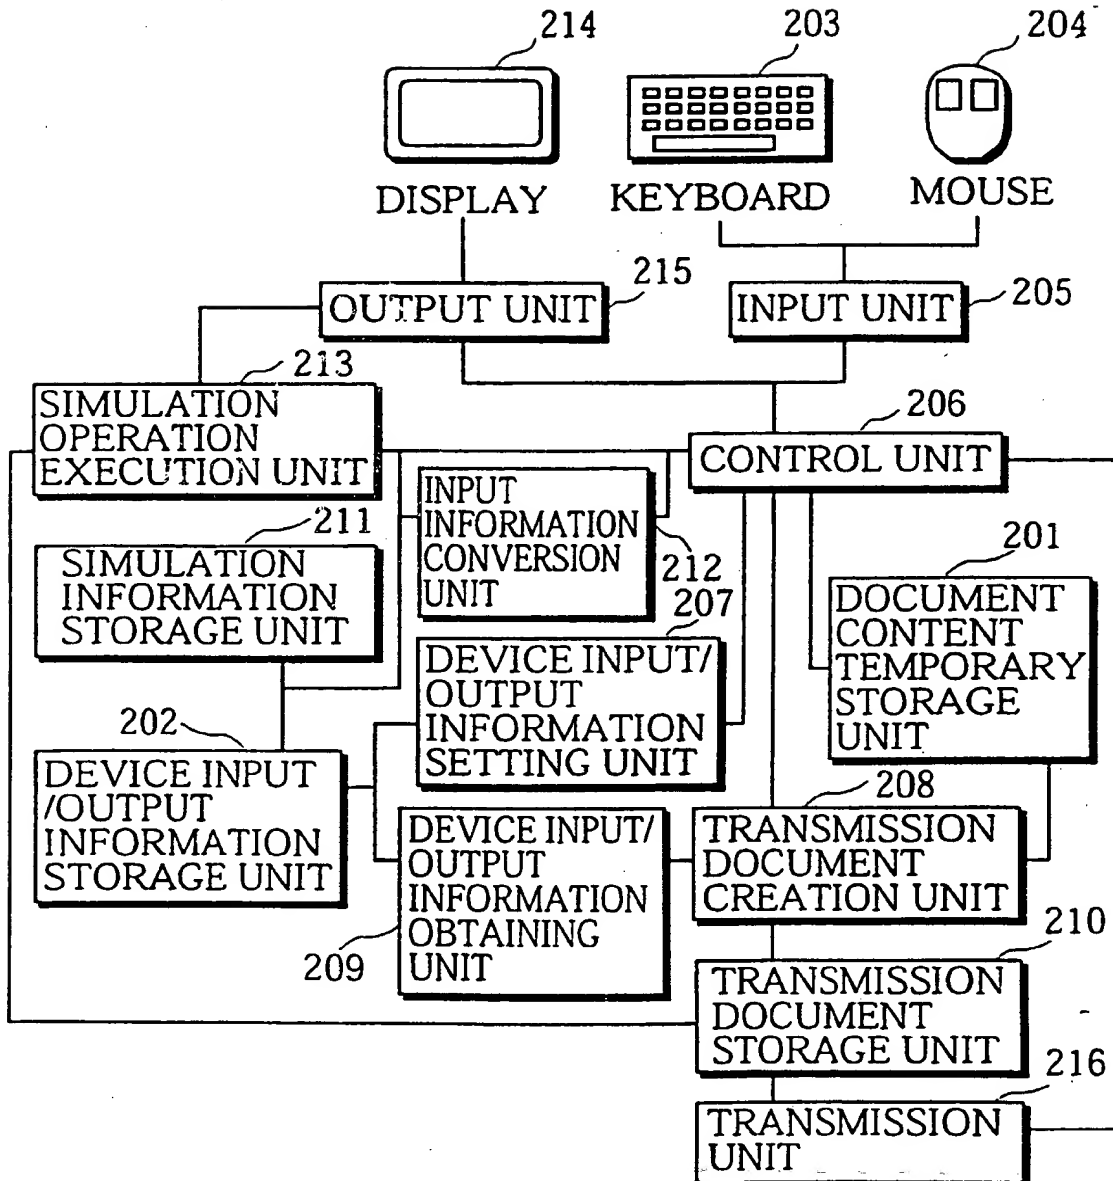 214
203
204
DISPLAY
KEYBOARD
MOUSE
215
OUTPUT UNIT
INPUT UNIT
205
213
SIMULATION
OPERATION
EXECUTION UNIT
206
CONTROL UNIT
INPUT
INFORMATION
CONVERSION
UNIT
212
211
SIMULATION
INFORMATION
STORAGE UNIT
201
DOCUMENT
CONTENT
TEMPORARY
STORAGE
UNIT
207
DEVICE INPUT/
OUTPUT
INFORMATION
SETTING UNIT
202
DEVICE INPUT
/OUTPUT
INFORMATION
STORAGE UNIT
208
TRANSMISSION
DOCUMENT
CREATION UNIT
DEVICE INPUT/
OUTPUT
INFORMATION
OBTAINING
UNIT
209
210
TRANSMISSION
DOCUMENT
STORAGE UNIT
216
TRANSMISSION
UNIT